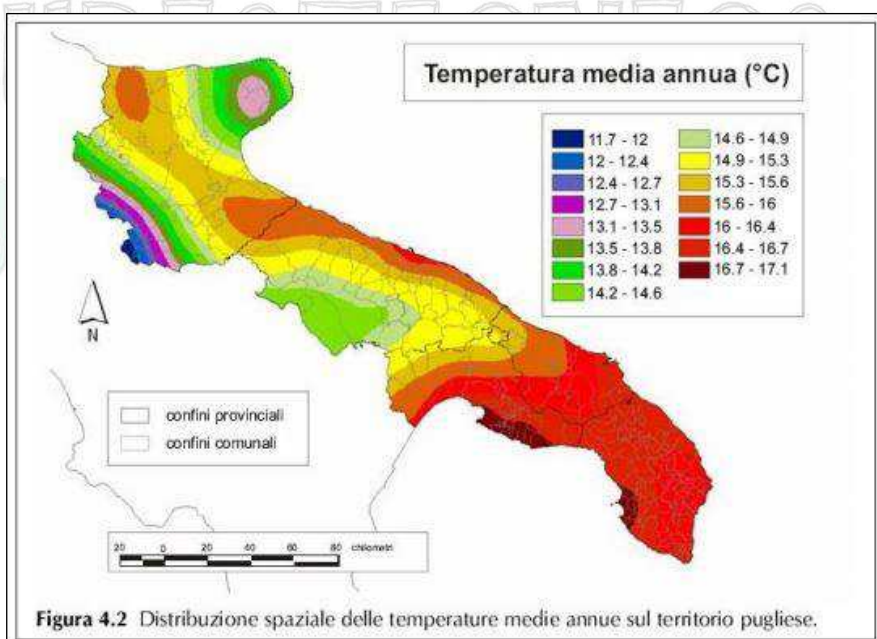 Temperatura media annua (°C)
11.7 - 12
12 - 12.4
12.4 - 12.7
12.7 - 13.1
13.1 - 13.5
13.5 - 13.8
13.8 - 14.2
14.2 - 14.6
14.6 - 14.9
14.9 - 15.3
15.3 - 15.6
15.6 - 16
16 - 16.4
16.4 - 16.7
16.7 - 17.1
N
confini provinciali
confini comunali
20 0 20 40 60 80 chilometri
Figura 4.2 Distribuzione spaziale delle temperature medie annue sul territorio pugliese.